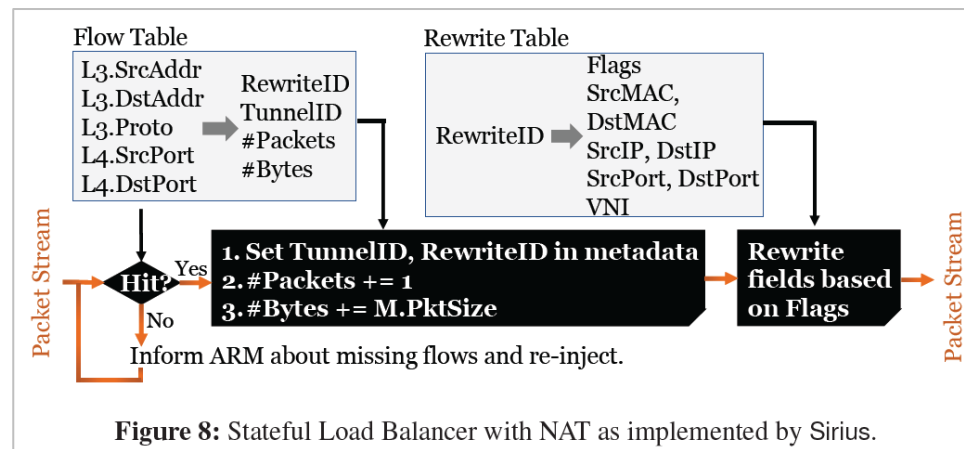 Flow Table
L3.SrcAddr
L3.DstAddr
L3.Proto
L4.SrcPort
L4.DstPort
RewriteID
TunnelID
#Packets
#Bytes
Rewrite Table
RewriteID
Flags
SrcMAC,
DstMAC
SrcIP, DstIP
SrcPort, DstPort
VNI
Packet Stream
Hit?
Yes
No
1. Set TunnelID, RewriteID in metadata
2. #Packets += 1
3. #Bytes += M.PktSize
Rewrite
fields based
on Flags
Packet Stream
Inform ARM about missing flows and re-inject.
Figure 8: Stateful Load Balancer with NAT as implemented by Sirius.